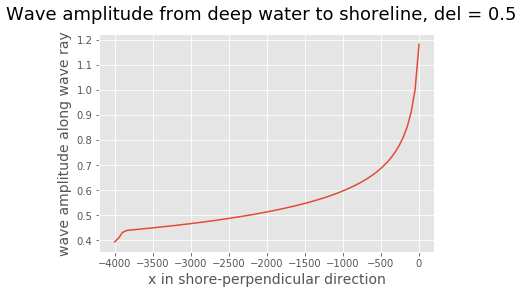 Wave amplitude from deep water to shoreline, del = 0.5
wave amplitude along wave ray
1.2
1.1
1.0
0.9
0.8
0.7
0.6
0.5
0.4
−4000 −3500 −3000 −2500 −2000 −1500 −1000 −500 0
x in shore-perpendicular direction